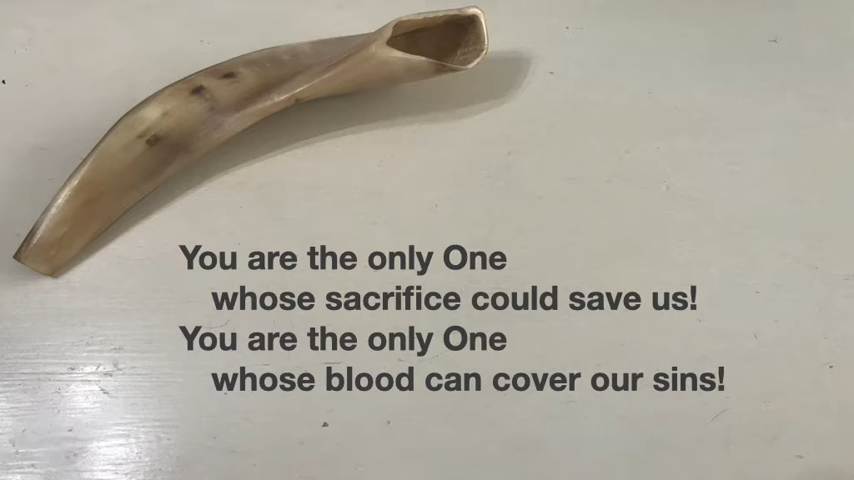 You are the only One
whose sacrifice could save us!
You are the only One
whose blood can cover our sins!